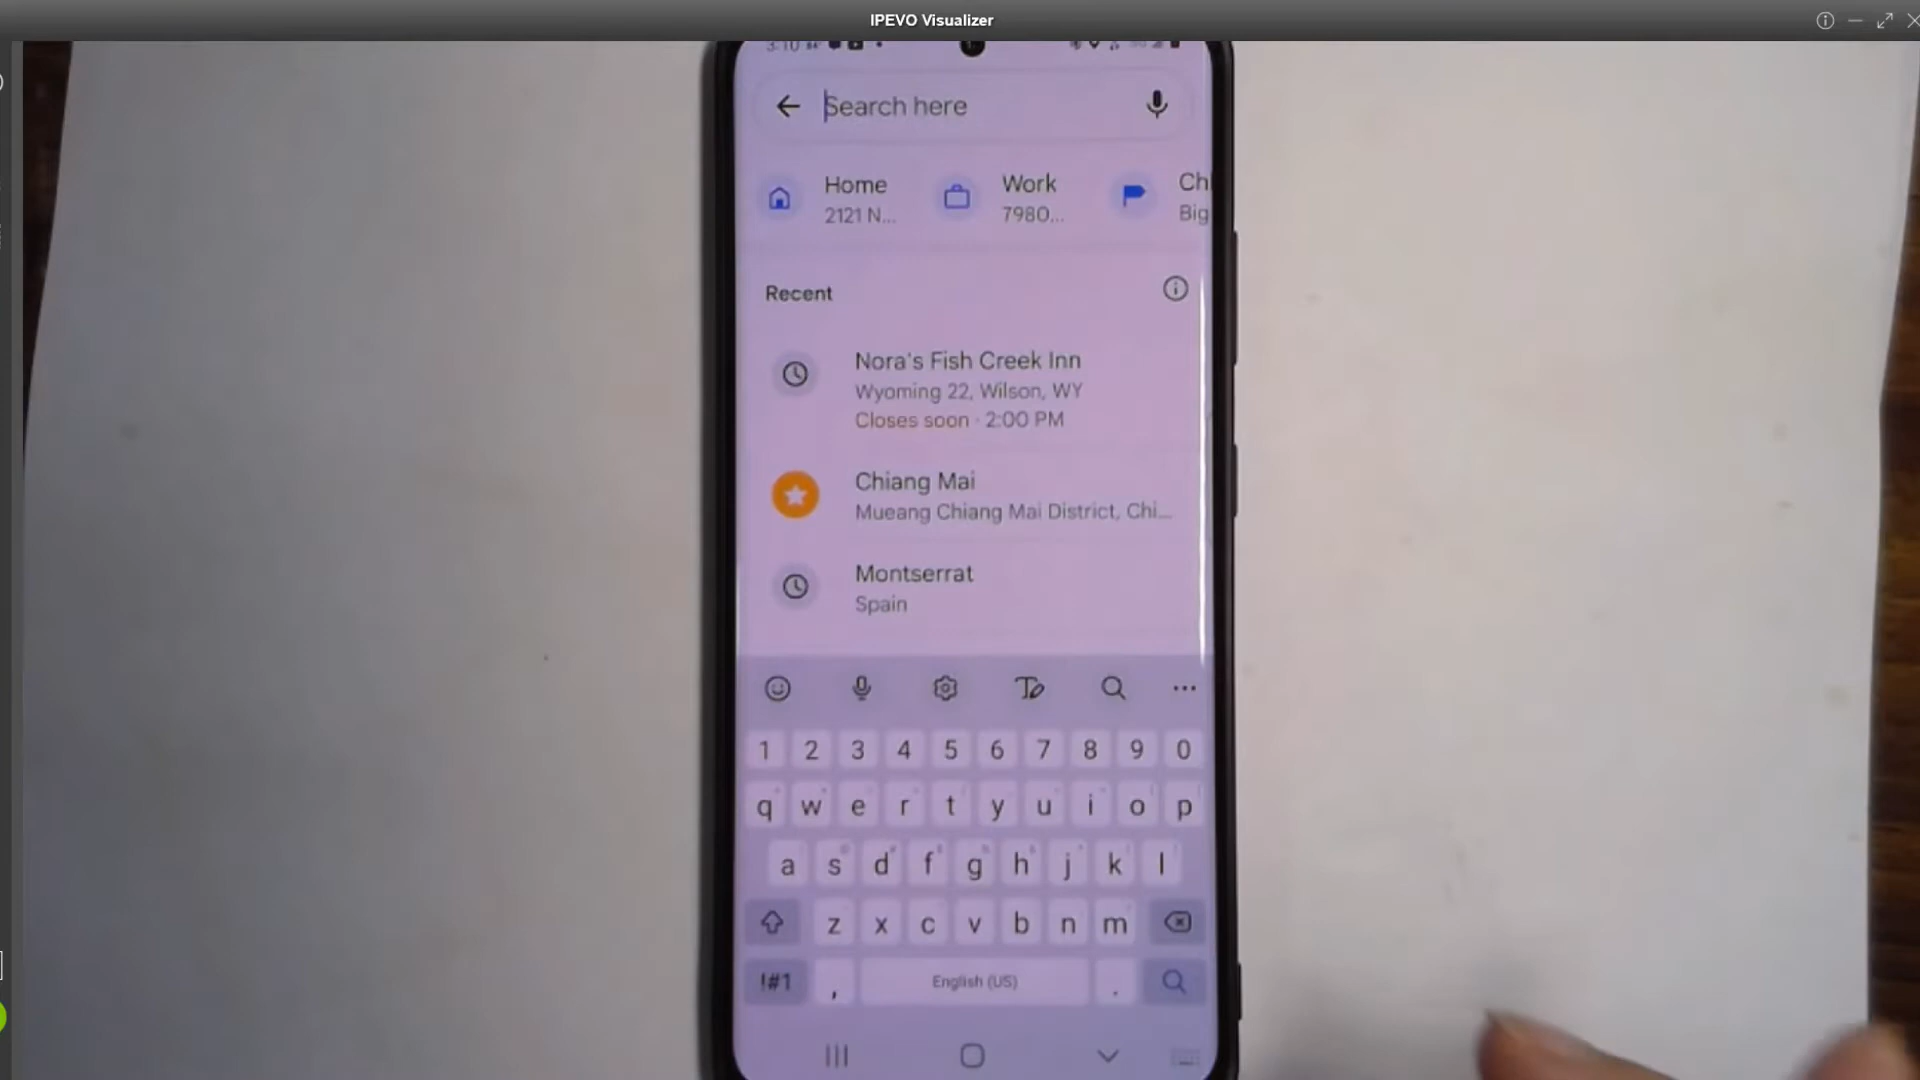 IPEVO Visualizer
3:10
Search here
Home
2121 N...
Work
7980...
Ch
Big
Recent
Nora's Fish Creek Inn
Wyoming 22, Wilson, WY
Closes soon · 2:00 PM
Chiang Mai
Mueang Chiang Mai District, Chi...
Montserrat
Spain
1 2 3 4 5 6 7 8 9 0
q w e r t y u i o p
a s d f g h j k l
z x c v b n m
!#1 , English (US) .